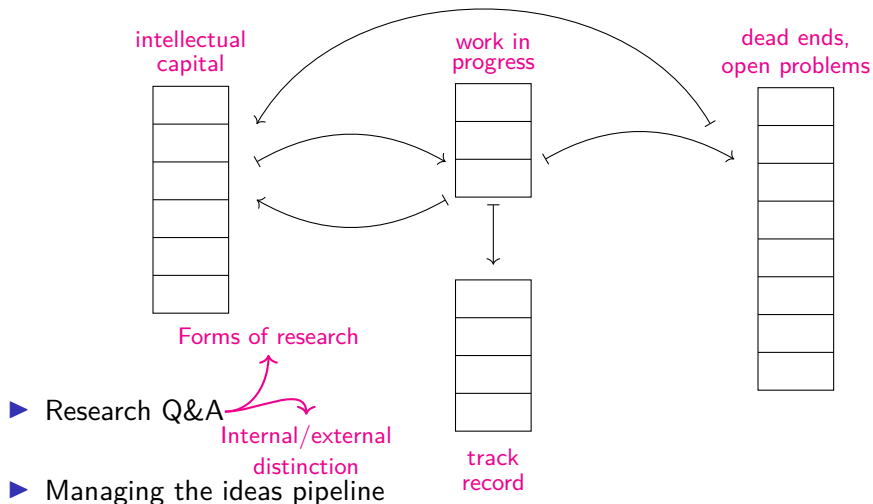 intellectual
capital
work in
progress
dead ends,
open problems
Forms of research
Research Q&A
Internal/external
distinction
track
record
Managing the ideas pipeline